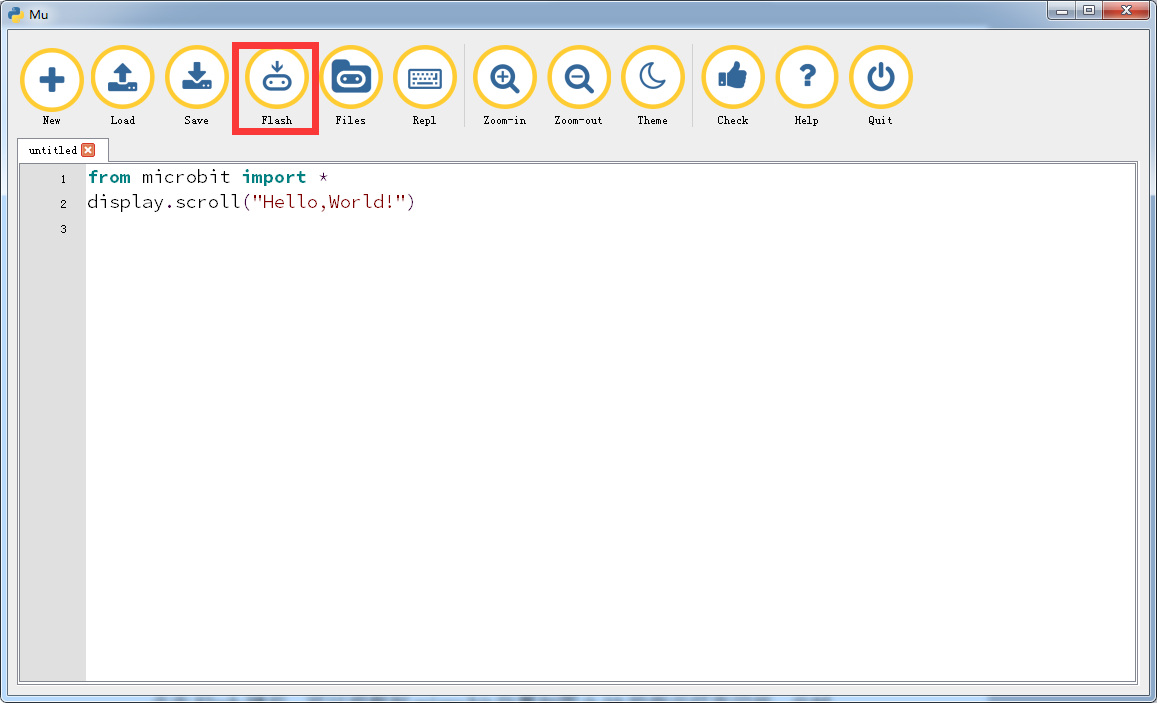 Mu
New Load Save Flash Files Repl Zoom-in Zoom-out Theme Check Help Quit
untitled
1 from microbit import *
2 display.scroll("Hello,World!")
3